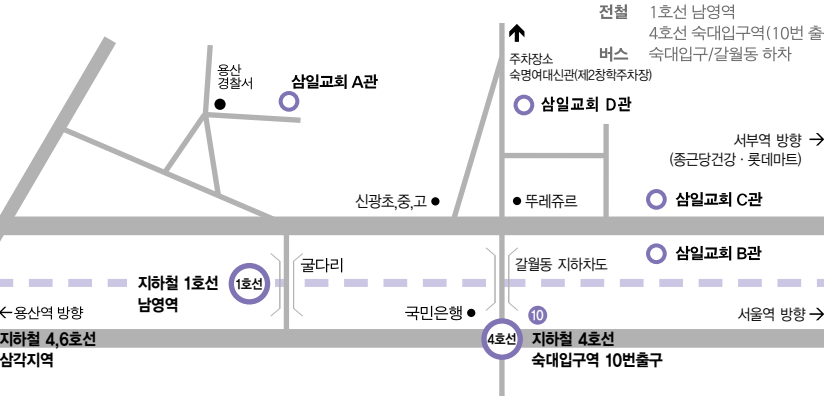 전철 1호선 남영역
4호선 숙대입구역(10번 출
버스 숙대입구/갈월동 하차
주차장소
숙명여대신관(제2창학주차장)
용산
경찰서
삼일교회 A관
삼일교회 D관
서부역 방향
(종근당건강 · 롯데마트)
신광초,중,고
뚜레쥬르
삼일교회 C관
삼일교회 B관
굴다리
갈월동 지하차도
지하철 1호선
남영역
1호선
용산역 방향
국민은행
10
서울역 방향
지하철 4,6호선
삼각지역
4호선
지하철 4호선
숙대입구역 10번출구